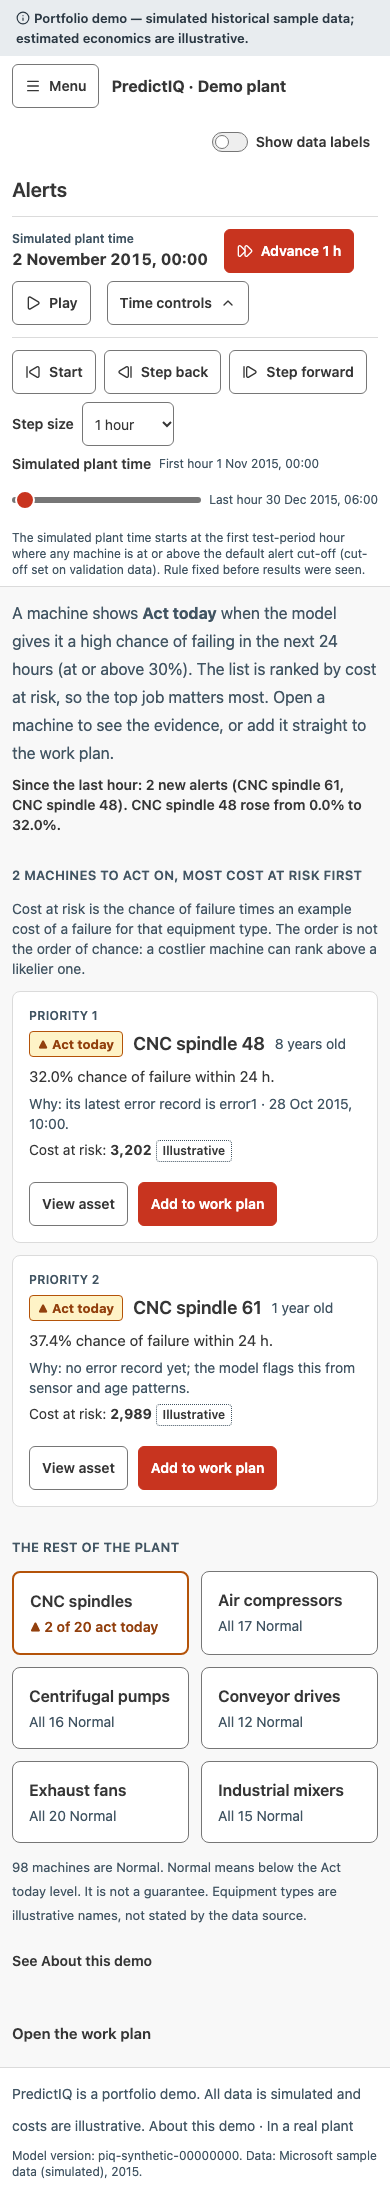 Portfolio demo — simulated historical sample data;
estimated economics are illustrative.
Menu
PredictIQ · Demo plant
Show data labels
Alerts
Simulated plant time
2 November 2015, 00:00
Advance 1 h
Play
Time controls
Start
Step back
Step forward
Step size
1 hour
Simulated plant time First hour 1 Nov 2015, 00:00
Last hour 30 Dec 2015, 06:00
The simulated plant time starts at the first test-period hour
where any machine is at or above the default alert cut-off (cut-
off set on validation data). Rule fixed before results were seen.
A machine shows Act today when the model
gives it a high chance of failing in the next 24
hours (at or above 30%). The list is ranked by cost
at risk, so the top job matters most. Open a
machine to see the evidence, or add it straight to
the work plan.
Since the last hour: 2 new alerts (CNC spindle 61,
CNC spindle 48). CNC spindle 48 rose from 0.0% to
32.0%.
2 MACHINES TO ACT ON, MOST COST AT RISK FIRST
Cost at risk is the chance of failure times an example
cost of a failure for that equipment type. The order is not
the order of chance: a costlier machine can rank above a
likelier one.
PRIORITY 1
Act today CNC spindle 48 8 years old
32.0% chance of failure within 24 h.
Why: its latest error record is error1 · 28 Oct 2015,
10:00.
Cost at risk: 3,202 Illustrative
View asset
Add to work plan
PRIORITY 2
Act today CNC spindle 61 1 year old
37.4% chance of failure within 24 h.
Why: no error record yet; the model flags this from
sensor and age patterns.
Cost at risk: 2,989 Illustrative
View asset
Add to work plan
THE REST OF THE PLANT
CNC spindles
2 of 20 act today
Air compressors
All 17 Normal
Centrifugal pumps
All 16 Normal
Conveyor drives
All 12 Normal
Exhaust fans
All 20 Normal
Industrial mixers
All 15 Normal
98 machines are Normal. Normal means below the Act
today level. It is not a guarantee. Equipment types are
illustrative names, not stated by the data source.
See About this demo
Open the work plan
PredictIQ is a portfolio demo. All data is simulated and
costs are illustrative. About this demo · In a real plant
Model version: piq-synthetic-00000000. Data: Microsoft sample
data (simulated), 2015.